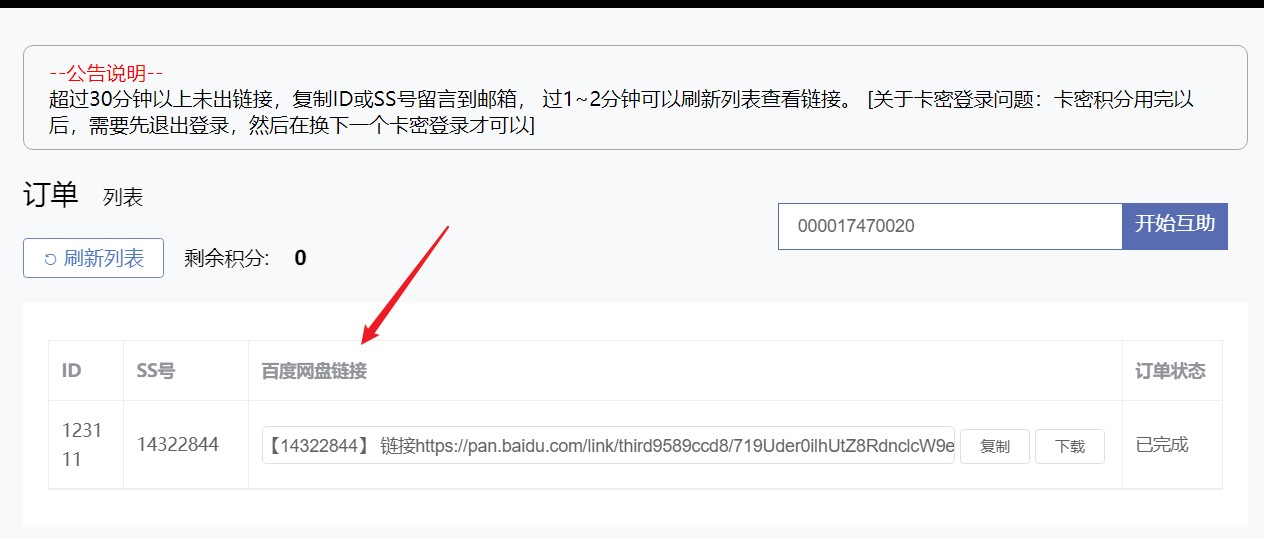 --公告说明--
超过30分钟以上未出链接，复制ID或SS号留言到邮箱， 过1~2分钟可以刷新列表查看链接。 [关于卡密登录问题：卡密积分用完以
后，需要先退出登录，然后在换下一个卡密登录才可以]
订单 列表
000017470020 开始互助
刷新列表 剩余积分： 0
ID SS号 百度网盘链接 订单状态
1231
11
14322844 【14322844】 链接https://pan.baidu.com/link/third9589ccd8/719Uder0ilhUtZ8RdnclcW9e 复制 下载 已完成